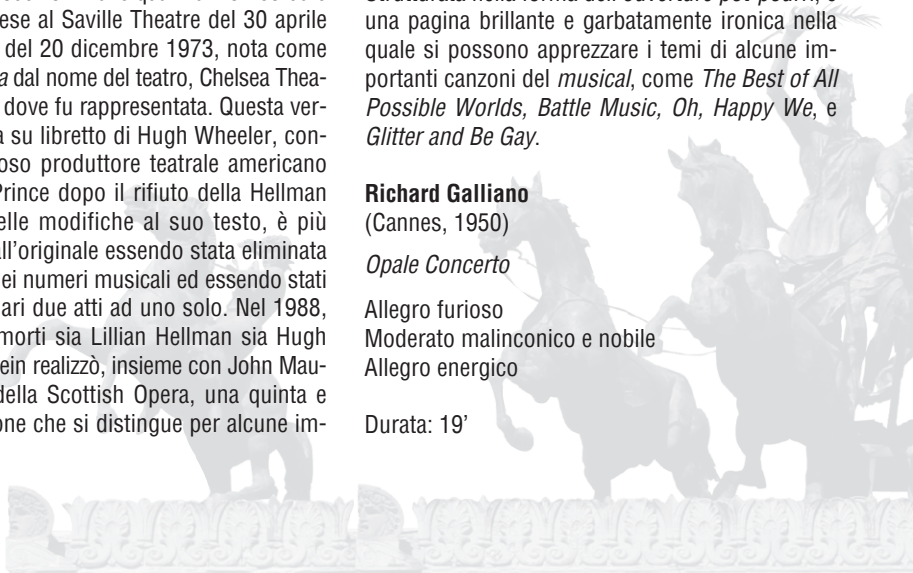 ese al Saville Theatre del 30 aprile
del 20 dicembre 1973, nota come
a dal nome del teatro, Chelsea Thea-
dove fu rappresentata. Questa ver-
a su libretto di Hugh Wheeler, con-
oso produttore teatrale americano
Prince dopo il rifiuto della Hellman
elle modifiche al suo testo, è più
all'originale essendo stata eliminata
ei numeri musicali ed essendo stati
ari due atti ad uno solo. Nel 1988,
morti sia Lillian Hellman sia Hugh
ein realizzò, insieme con John Mau-
della Scottish Opera, una quinta e
one che si distingue per alcune im-
una pagina brillante e garbatamente ironica nella
quale si possono apprezzare i temi di alcune im-
portanti canzoni del musical, come The Best of All
Possible Worlds, Battle Music, Oh, Happy We, e
Glitter and Be Gay.
Richard Galliano
(Cannes, 1950)
Opale Concerto
Allegro furioso
Moderato malinconico e nobile
Allegro energico
Durata: 19'